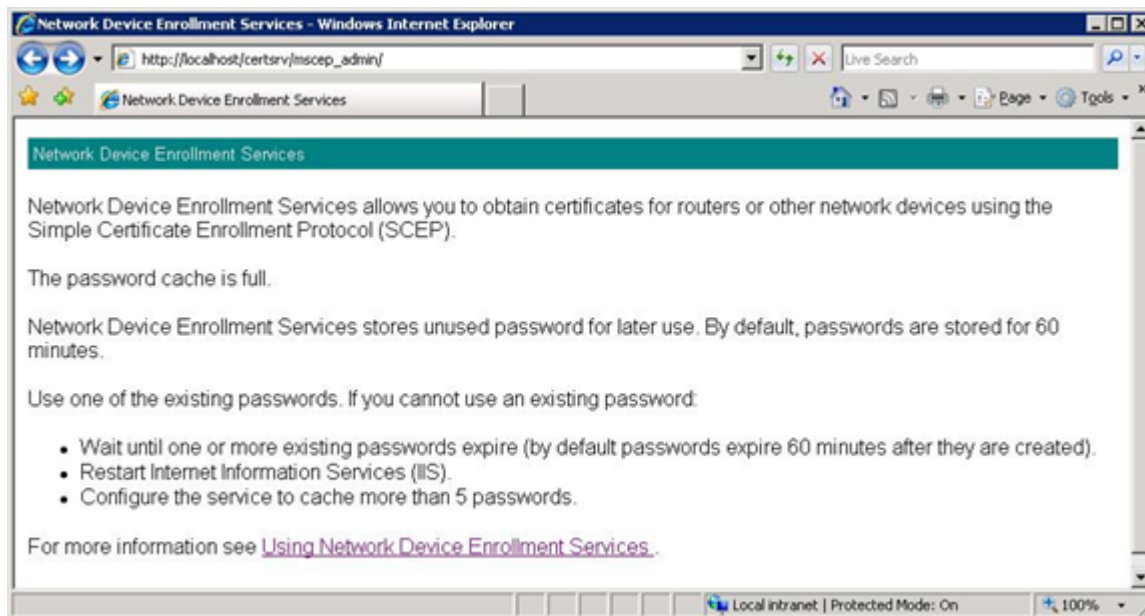 Network Device Enrollment Services - Windows Internet Explorer
http://localhost/certsrv/mscep_admin/
Live Search
Network Device Enrollment Services
Page
Tools
Network Device Enrollment Services
Network Device Enrollment Services allows you to obtain certificates for routers or other network devices using the
Simple Certificate Enrollment Protocol (SCEP).
The password cache is full.
Network Device Enrollment Services stores unused password for later use. By default, passwords are stored for 60
minutes.
Use one of the existing passwords. If you cannot use an existing password:
• Wait until one or more existing passwords expire (by default passwords expire 60 minutes after they are created).
• Restart Internet Information Services (IIS).
• Configure the service to cache more than 5 passwords.
For more information see Using Network Device Enrollment Services .
Local intranet | Protected Mode: On
100%